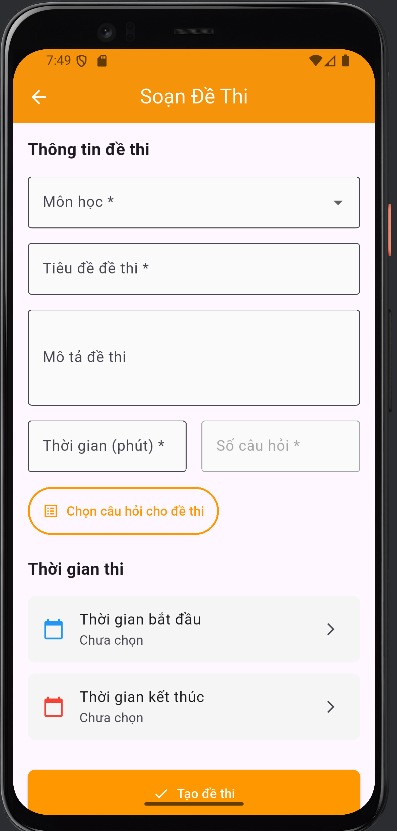 7:49
Soạn Đề Thi
Thông tin đề thi
Môn học *
Tiêu đề đề thi *
Mô tả đề thi
Thời gian (phút) *
Số câu hỏi *
Chọn câu hỏi cho đề thi
Thời gian thi
Thời gian bắt đầu
Chưa chọn
Thời gian kết thúc
Chưa chọn
Tạo đề thi